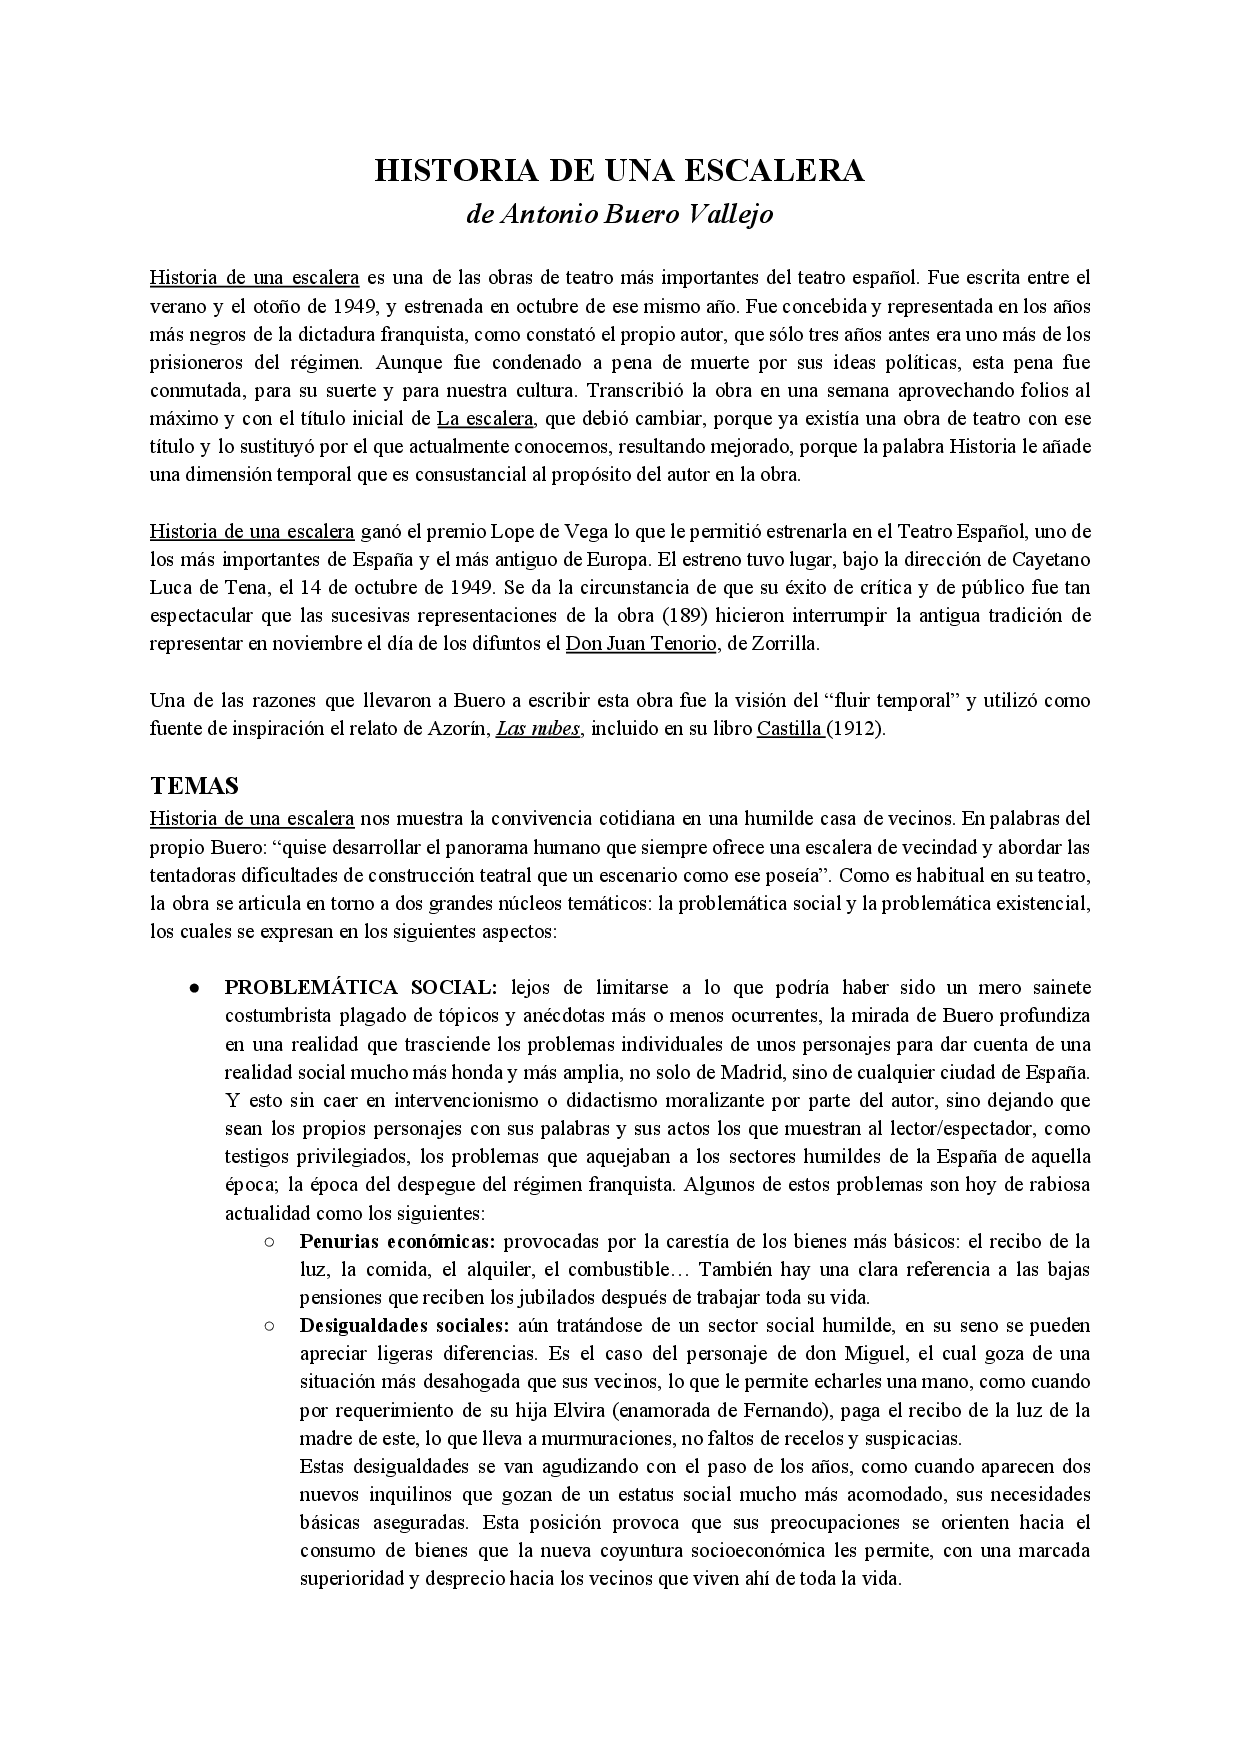 HISTORIA DE UNA ESCALERA
de Antonio Buero Vallejo
Historia de una escalera es una de las obras de teatro más importantes del teatro español. Fue escrita entre el
verano y el otoño de 1949, y estrenada en octubre de ese mismo año. Fue concebida y representada en los años
más negros de la dictadura franquista, como constató el propio autor, que sólo tres años antes era uno más de los
prisioneros del régimen. Aunque fue condenado a pena de muerte por sus ideas políticas, esta pena fue
conmutada, para su suerte y para nuestra cultura. Transcribió la obra en una semana aprovechando folios al
máximo y con el título inicial de La escalera, que debió cambiar, porque ya existía una obra de teatro con ese
título y lo sustituyó por el que actualmente conocemos, resultando mejorado, porque la palabra Historia le añade
una dimensión temporal que es consustancial al propósito del autor en la obra.
Historia de una escalera ganó el premio Lope de Vega lo que le permitió estrenarla en el Teatro Español, uno de
los más importantes de España y el más antiguo de Europa. El estreno tuvo lugar, bajo la dirección de Cayetano
Luca de Tena, el 14 de octubre de 1949. Se da la circunstancia de que su éxito de crítica y de público fue tan
espectacular que las sucesivas representaciones de la obra (189) hicieron interrumpir la antigua tradición de
representar en noviembre el día de los difuntos el Don Juan Tenorio, de Zorrilla.
Una de las razones que llevaron a Buero a escribir esta obra fue la visión del “fluir temporal” y utilizó como
fuente de inspiración el relato de Azorín, Las nubes, incluido en su libro Castilla (1912).
TEMAS
Historia de una escalera nos muestra la convivencia cotidiana en una humilde casa de vecinos. En palabras del
propio Buero: “quise desarrollar el panorama humano que siempre ofrece una escalera de vecindad y abordar las
tentadoras dificultades de construcción teatral que un escenario como ese poseía”. Como es habitual en su teatro,
la obra se articula en torno a dos grandes núcleos temáticos: la problemática social y la problemática existencial,
los cuales se expresan en los siguientes aspectos:
● PROBLEMÁTICA SOCIAL: lejos de limitarse a lo que podría haber sido un mero sainete
costumbrista plagado de tópicos y anécdotas más o menos ocurrentes, la mirada de Buero profundiza
en una realidad que trasciende los problemas individuales de unos personajes para dar cuenta de una
realidad social mucho más honda y más amplia, no solo de Madrid, sino de cualquier ciudad de España.
Y esto sin caer en intervencionismo o didactismo moralizante por parte del autor, sino dejando que
sean los propios personajes con sus palabras y sus actos los que muestran al lector/espectador, como
testigos privilegiados, los problemas que aquejaban a los sectores humildes de la España de aquella
época; la época del despegue del régimen franquista. Algunos de estos problemas son hoy de rabiosa
actualidad como los siguientes:
○ Penurias económicas: provocadas por la carestía de los bienes más básicos: el recibo de la
luz, la comida, el alquiler, el combustible… También hay una clara referencia a las bajas
pensiones que reciben los jubilados después de trabajar toda su vida.
○ Desigualdades sociales: aún tratándose de un sector social humilde, en su seno se pueden
apreciar ligeras diferencias. Es el caso del personaje de don Miguel, el cual goza de una
situación más desahogada que sus vecinos, lo que le permite echarles una mano, como cuando
por requerimiento de su hija Elvira (enamorada de Fernando), paga el recibo de la luz de la
madre de este, lo que lleva a murmuraciones, no faltos de recelos y suspicacias.
Estas desigualdades se van agudizando con el paso de los años, como cuando aparecen dos
nuevos inquilinos que gozan de un estatus social mucho más acomodado, sus necesidades
básicas aseguradas. Esta posición provoca que sus preocupaciones se orienten hacia el
consumo de bienes que la nueva coyuntura socioeconómica les permite, con una marcada
superioridad y desprecio hacia los vecinos que viven ahí de toda la vida.